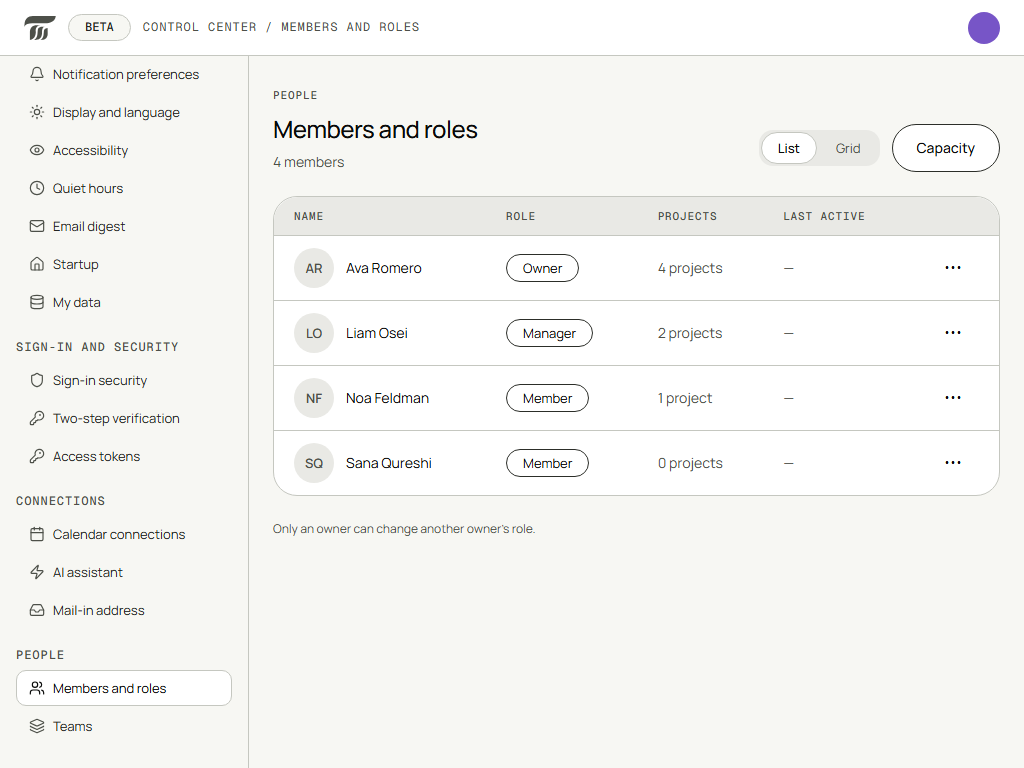 BETA CONTROL CENTER / MEMBERS AND ROLES
Notification preferences
Display and language
Accessibility
Quiet hours
Email digest
Startup
My data
SIGN-IN AND SECURITY
Sign-in security
Two-step verification
Access tokens
CONNECTIONS
Calendar connections
AI assistant
Mail-in address
PEOPLE
Members and roles
Teams
PEOPLE
Members and roles
4 members
List Grid Capacity
NAME ROLE PROJECTS LAST ACTIVE
AR Ava Romero Owner 4 projects —
LO Liam Osei Manager 2 projects —
NF Noa Feldman Member 1 project —
SQ Sana Qureshi Member 0 projects —
Only an owner can change another owner's role.